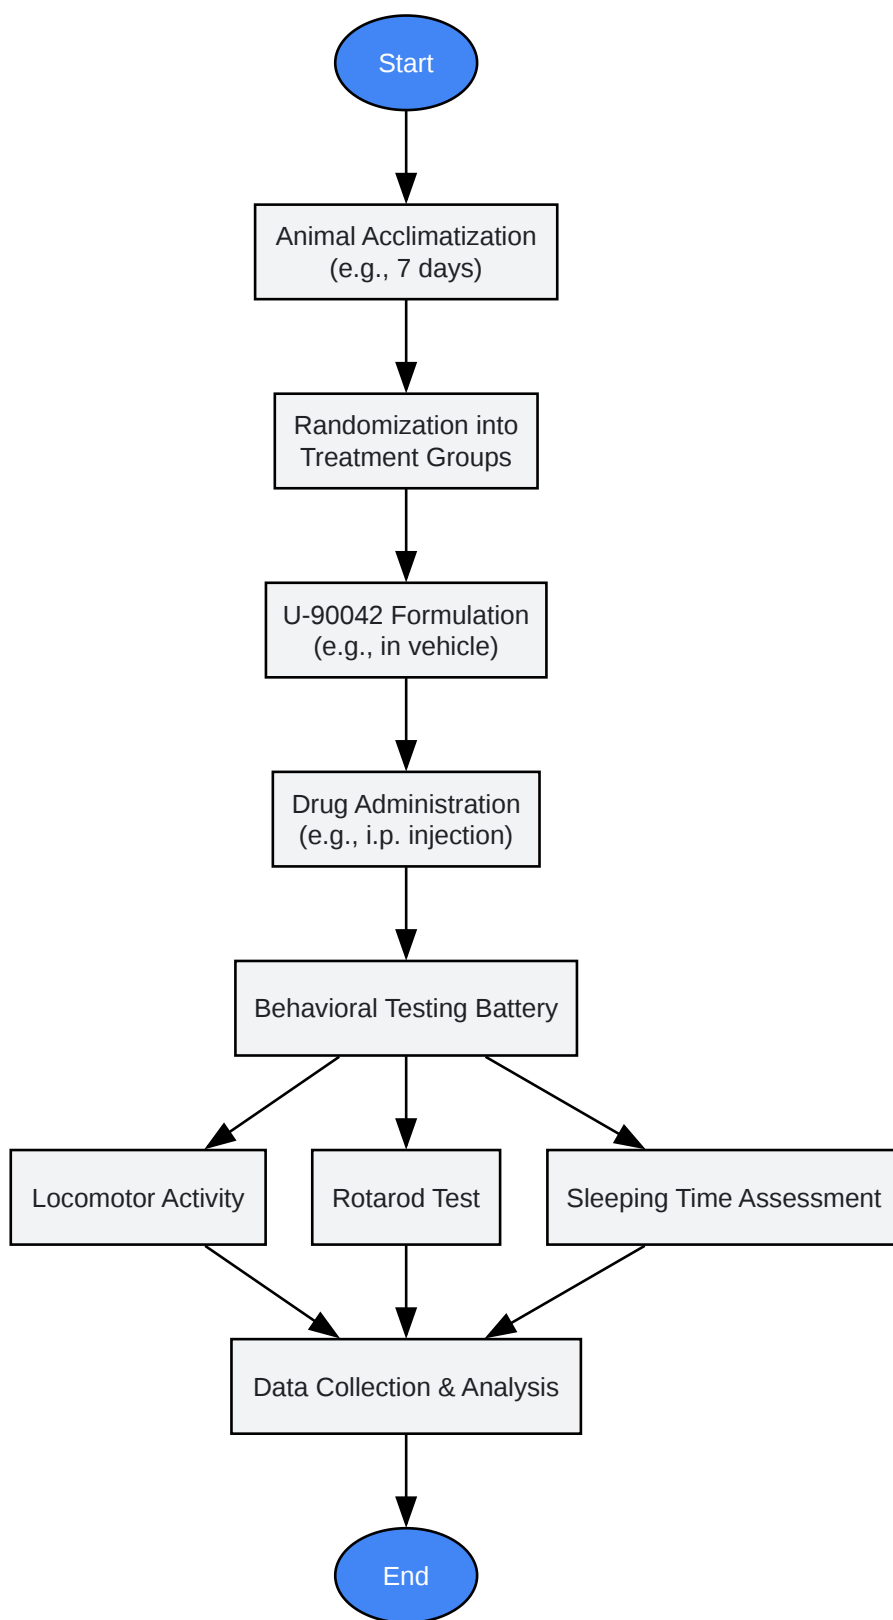 Start
Animal Acclimatization
(e.g., 7 days)
Randomization into
Treatment Groups
U-90042 Formulation
(e.g., in vehicle)
Drug Administration
(e.g., i.p. injection)
Behavioral Testing Battery
Locomotor Activity
Rotarod Test
Sleeping Time Assessment
Data Collection & Analysis
End